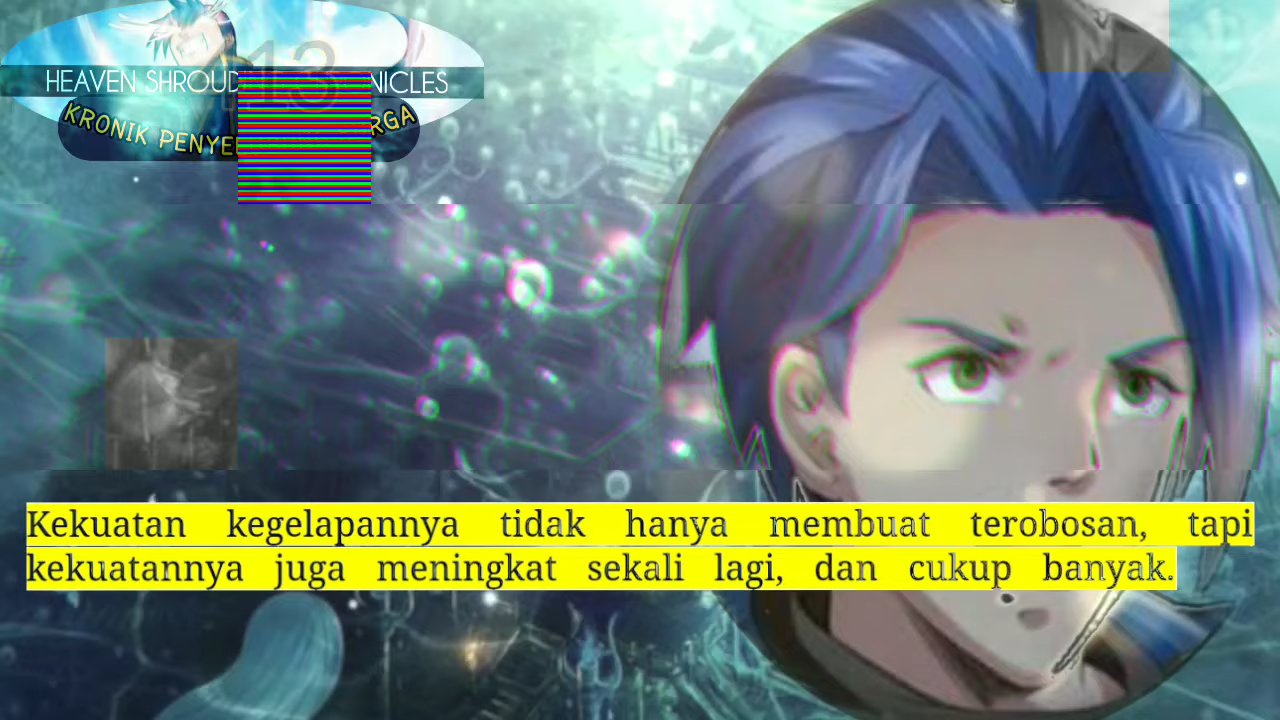 13
HEAVEN SHROUD NICLES
KRONIK PENYE RGA
Kekuatan kegelapannya tidak hanya membuat terobosan, tapi
kekuatannya juga meningkat sekali lagi, dan cukup banyak.